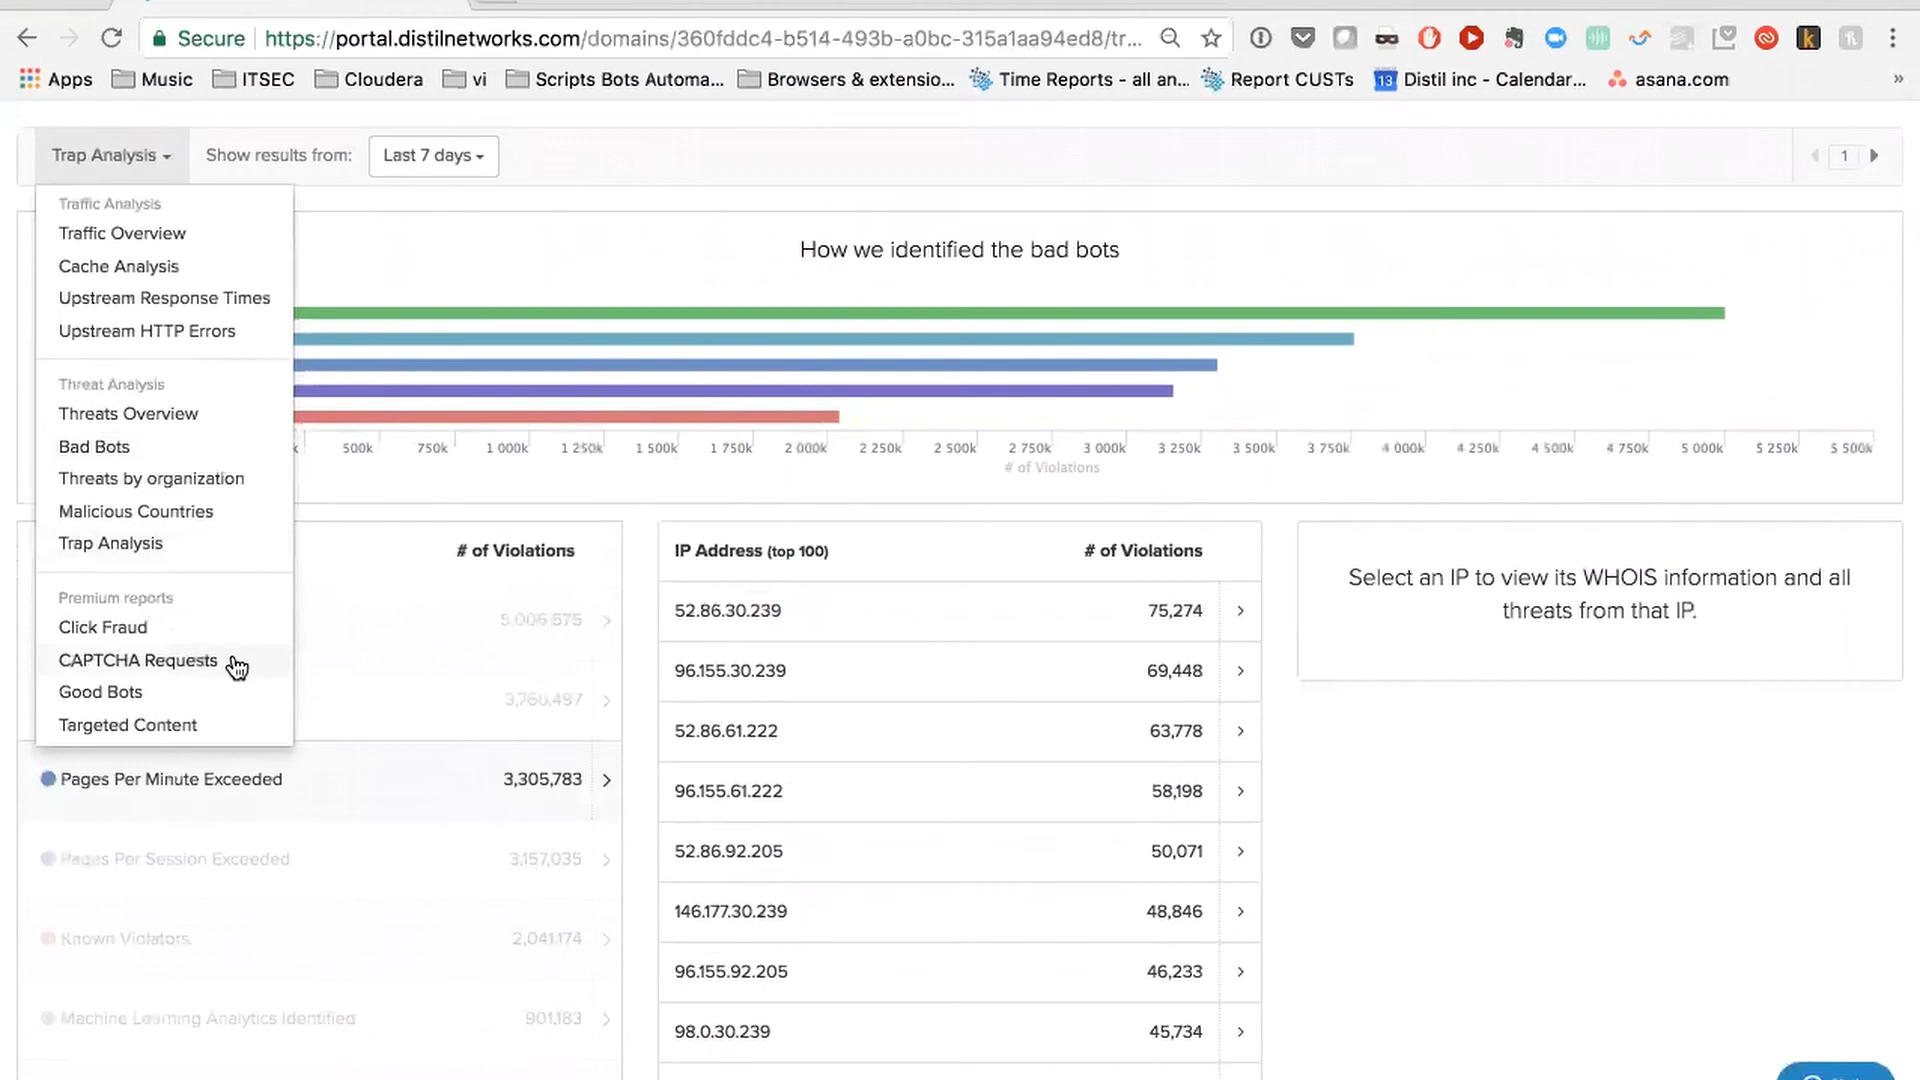 Secure https://portal.distilnetworks.com/domains/360fddc4-b514-493b-a0bc-315a1aa94ed8/tr...
Apps Music ITSEC Cloudera vi Scripts Bots Automa... Browsers & extensio... Time Reports - all an... Report CUSTs 13 Distil inc - Calendar... asana.com »
Trap Analysis Show results from: Last 7 days 1
Traffic Analysis
Traffic Overview
Cache Analysis
Upstream Response Times
Upstream HTTP Errors
Threat Analysis
Threats Overview
Bad Bots
Threats by organization
Malicious Countries
Trap Analysis
Premium reports
Click Fraud
CAPTCHA Requests
Good Bots
Targeted Content
How we identified the bad bots
500k 750k 1 000k 1 250k 1 500k 1 750k 2 000k 2 250k 2 500k 2 750k 3 000k 3 250k 3 500k 3 750k 4 000k 4 250k 4 500k 4 750k 5 000k 5 250k 5 500k
# of Violations
# of Violations
5,006,575
3,760,497
Pages Per Minute Exceeded 3,305,783
Pages Per Session Exceeded 3,157,035
Known Violators 2,041,174
Machine Learning Analytics Identified 901,183
IP Address (top 100) # of Violations
52.86.30.239 75,274
96.155.30.239 69,448
52.86.61.222 63,778
96.155.61.222 58,198
52.86.92.205 50,071
146.177.30.239 48,846
96.155.92.205 46,233
98.0.30.239 45,734
Select an IP to view its WHOIS information and all
threats from that IP.